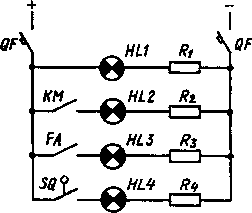 + −
QF QF
HL1 R1
KM HL2 R2
FA HL3 R3
SQ HL4 R4